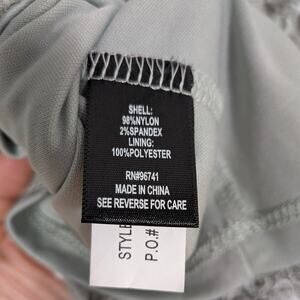 SHELL:
98%NYLON
2%SPANDEX
LINING:
100%POLYESTER
RN#96741
MADE IN CHINA
SEE REVERSE FOR CARE
STYLE
P.O.#